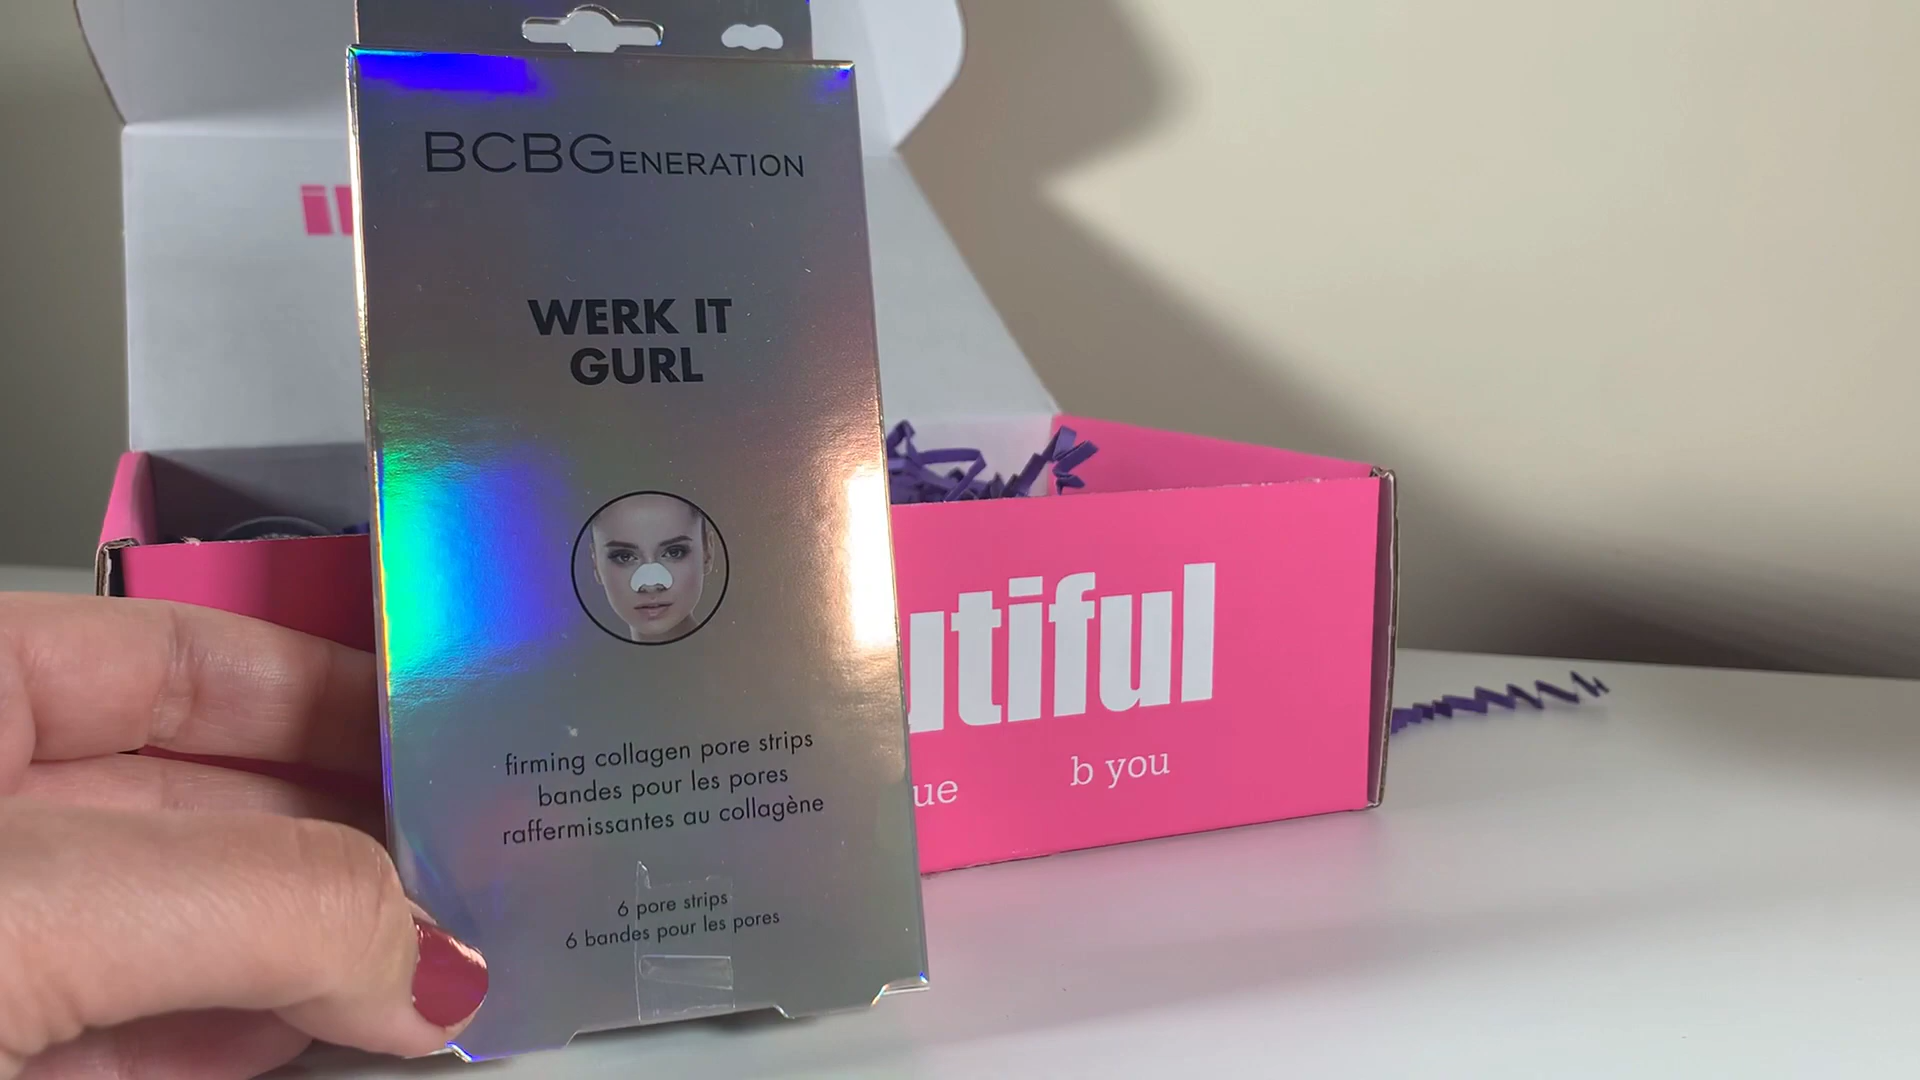 BCBGENERATION
WERK IT
GURL
firming collagen pore strips
bandes pour les pores
raffermissantes au collagène
6 pore strips
6 bandes pour les pores
utiful
ue
b you